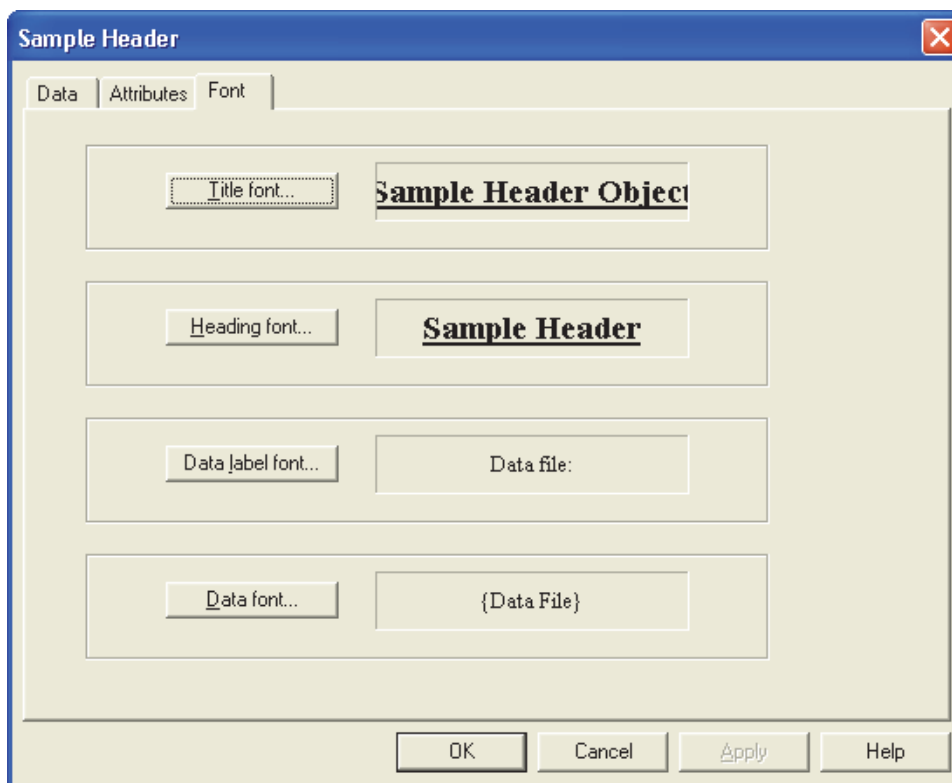 Sample Header
Data Attributes Font
Title font... Sample Header Object
Heading font... Sample Header
Data label font... Data file:
Data font... {Data File}
OK Cancel Apply Help